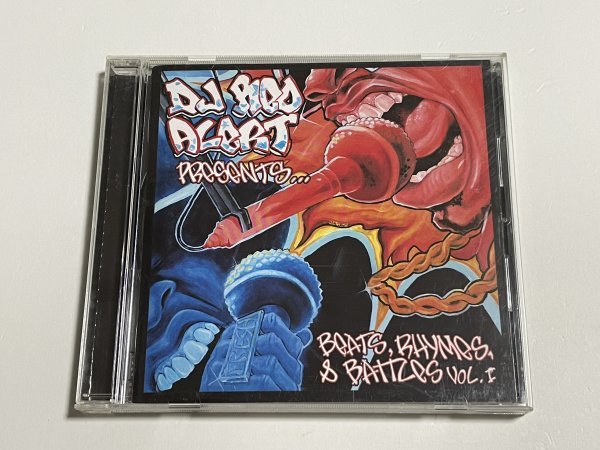 DJ RED
ALERT
PRESENTS...
BEATS, RHYMES,
& BATTLES VOL. I